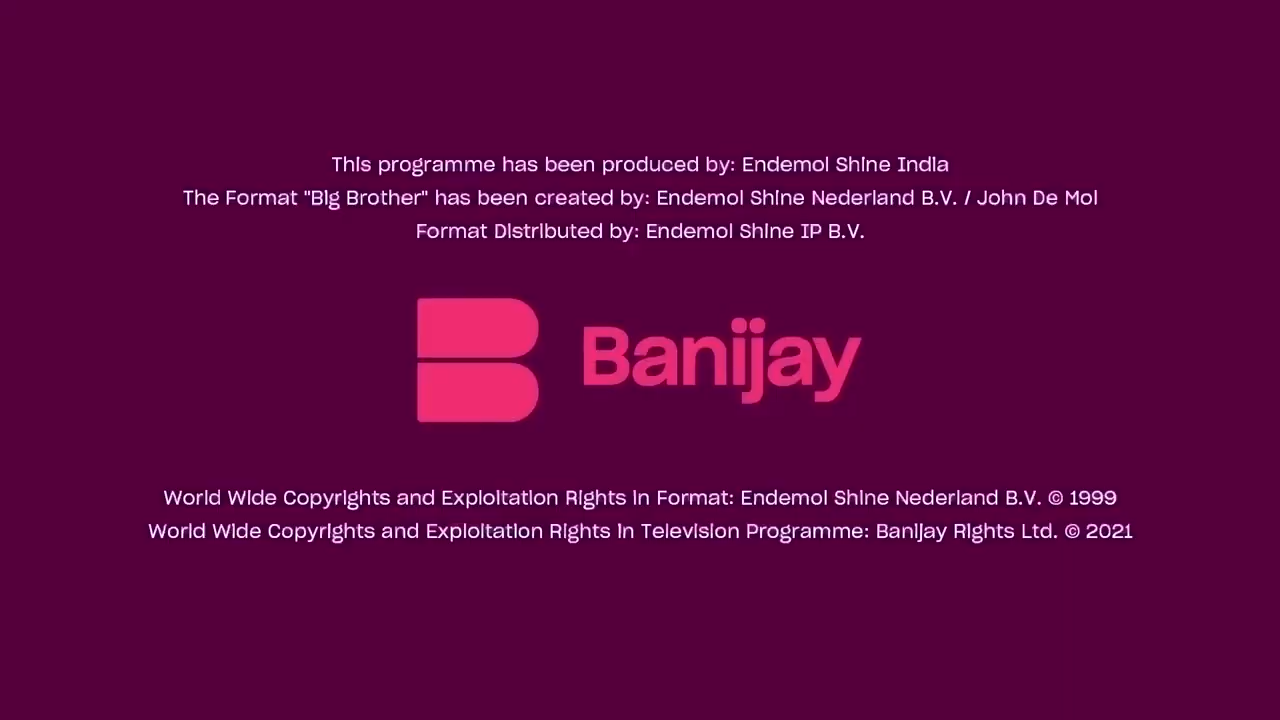 This programme has been produced by: Endemol Shine India
The Format "Big Brother" has been created by: Endemol Shine Nederland B.V. / John De Mol
Format Distributed by: Endemol Shine IP B.V.
Banijay
World Wide Copyrights and Exploitation Rights in Format: Endemol Shine Nederland B.V. © 1999
World Wide Copyrights and Exploitation Rights in Television Programme: Banijay Rights Ltd. © 2021